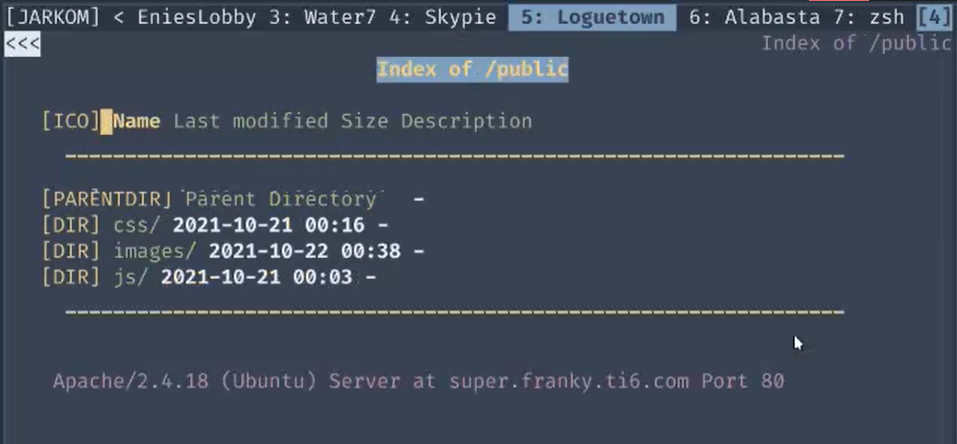 [JARKOM] < EniesLobby 3: Water7 4: Skypie 5: Loguetown 6: Alabasta 7: zsh [4]
<<< Index of /public
Index of /public
[ICO] Name Last modified Size Description
[PARENTDIR] Parent Directory -
[DIR] css/ 2021-10-21 00:16 -
[DIR] images/ 2021-10-22 00:38 -
[DIR] js/ 2021-10-21 00:03 -
Apache/2.4.18 (Ubuntu) Server at super.franky.ti6.com Port 80